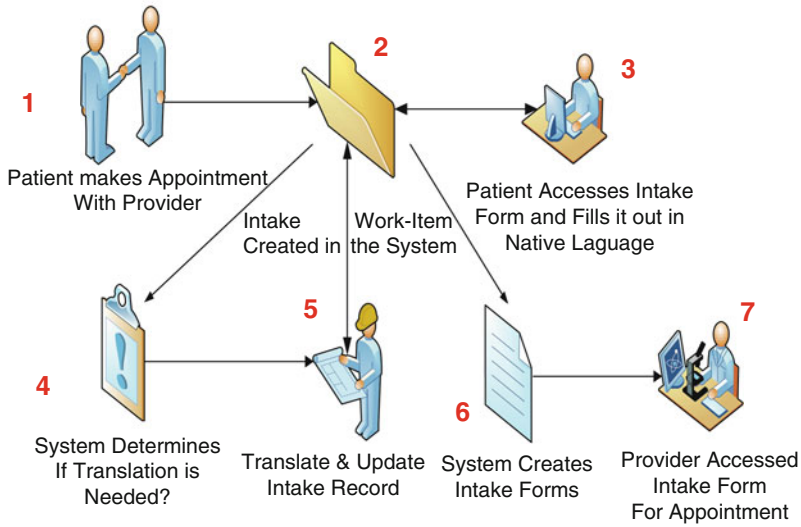 1
Patient makes Appointment
With Provider
2
Intake Work-Item
Created in the System
3
Patient Accesses Intake
Form and Fills it out in
Native Laguage
4
System Determines
If Translation is
Needed?
5
Translate & Update
Intake Record
6
System Creates
Intake Forms
7
Provider Accessed
Intake Form
For Appointment